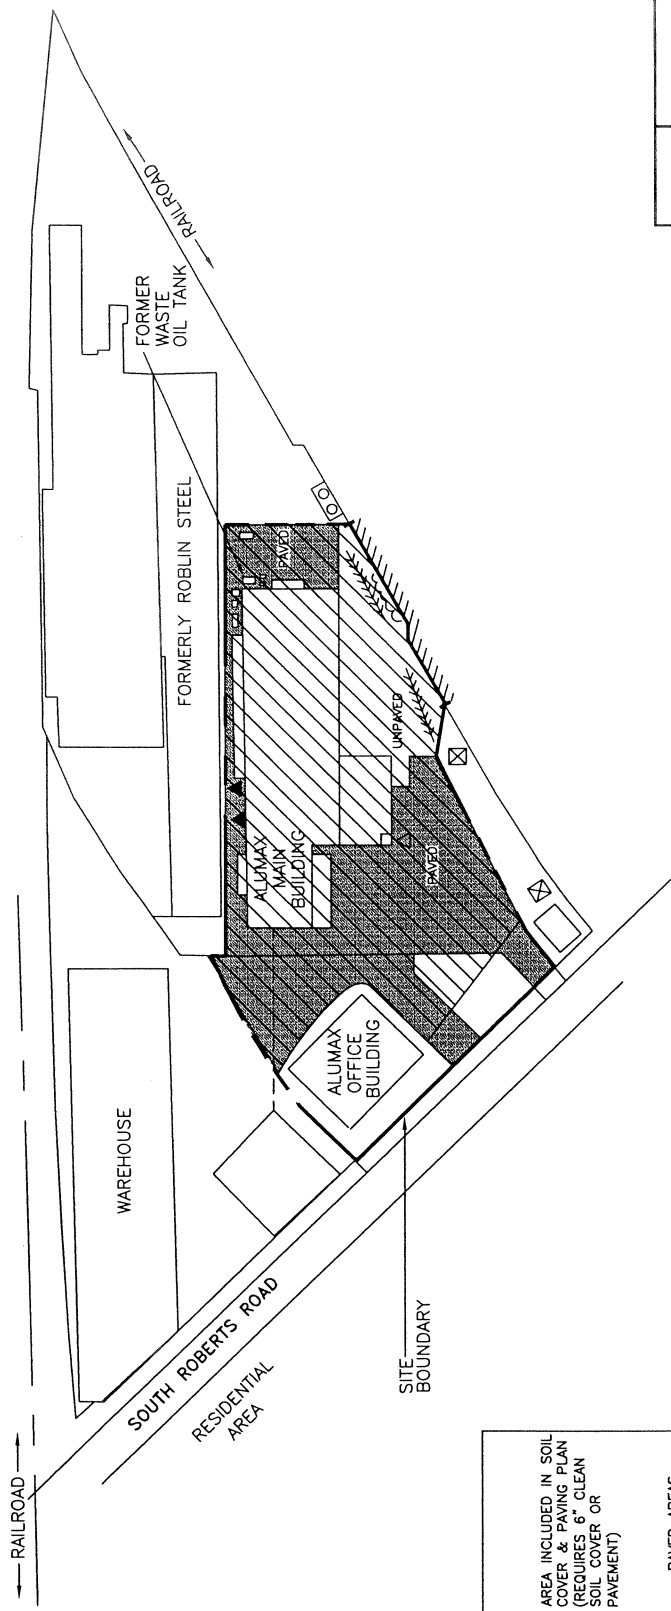 RAILROAD
FORMER
WASTE
OIL TANK
FORMERLY ROBLIN STEEL
PAVED
UNPAVED
ALUMAX
MAIN
BUILDING
PAVED
ALUMAX
OFFICE
BUILDING
WAREHOUSE
SOUTH ROBERTS ROAD
RESIDENTIAL
AREA
SITE
BOUNDARY
RAILROAD
AREA INCLUDED IN SOIL
COVER & PAVING PLAN
(REQUIRES 6" CLEAN
SOIL COVER OR
PAVEMENT)
PAVED AREAS